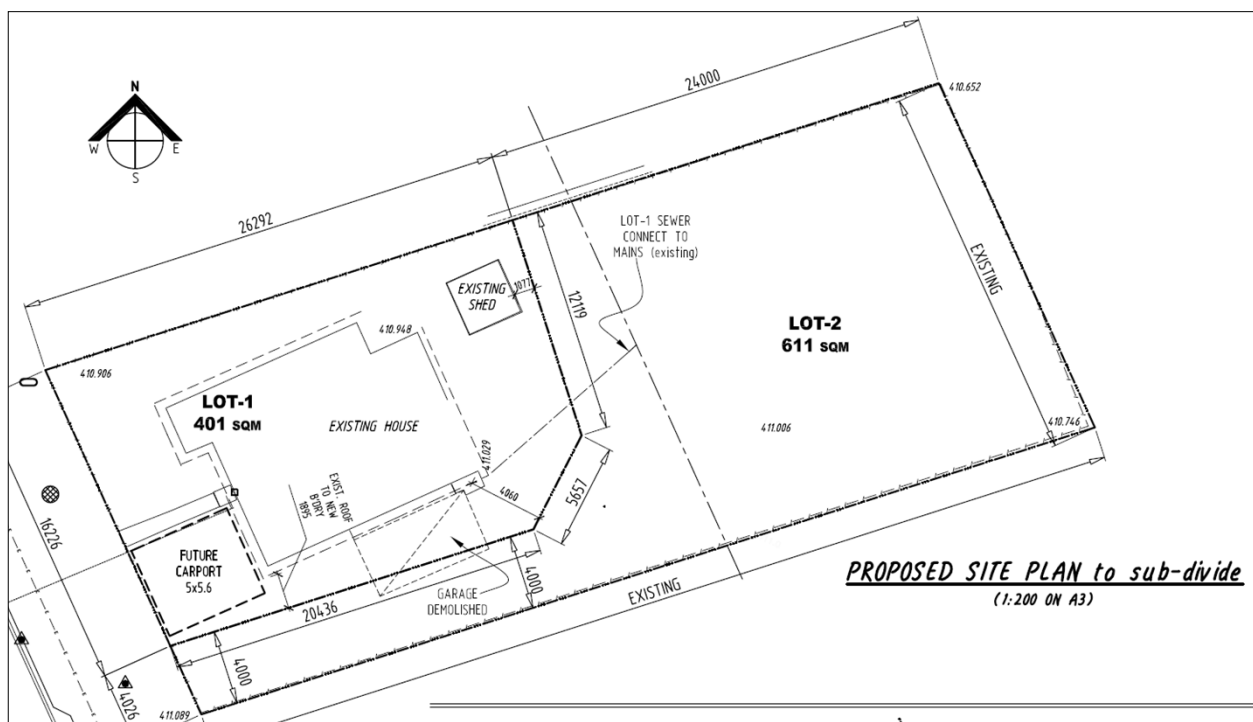 N
W
E
S
24000
410.652
26292
LOT-1 SEWER
CONNECT TO
MAINS (existing)
EXISTING
SHED
1077
12119
EXISTING
410.948
LOT-2
611 SQM
410.906
LOT-1
401 SQM
EXISTING HOUSE
411.006
410.746
411.029
EXIST. ROOF
TO NEW
B'DRY
1895
4060
5657
16226
FUTURE
CARPORT
5x5.6
GARAGE
DEMOLISHED
20436
4000
EXISTING
PROPOSED SITE PLAN to sub-divide
(1:200 ON A3)
4000
4026
411.089